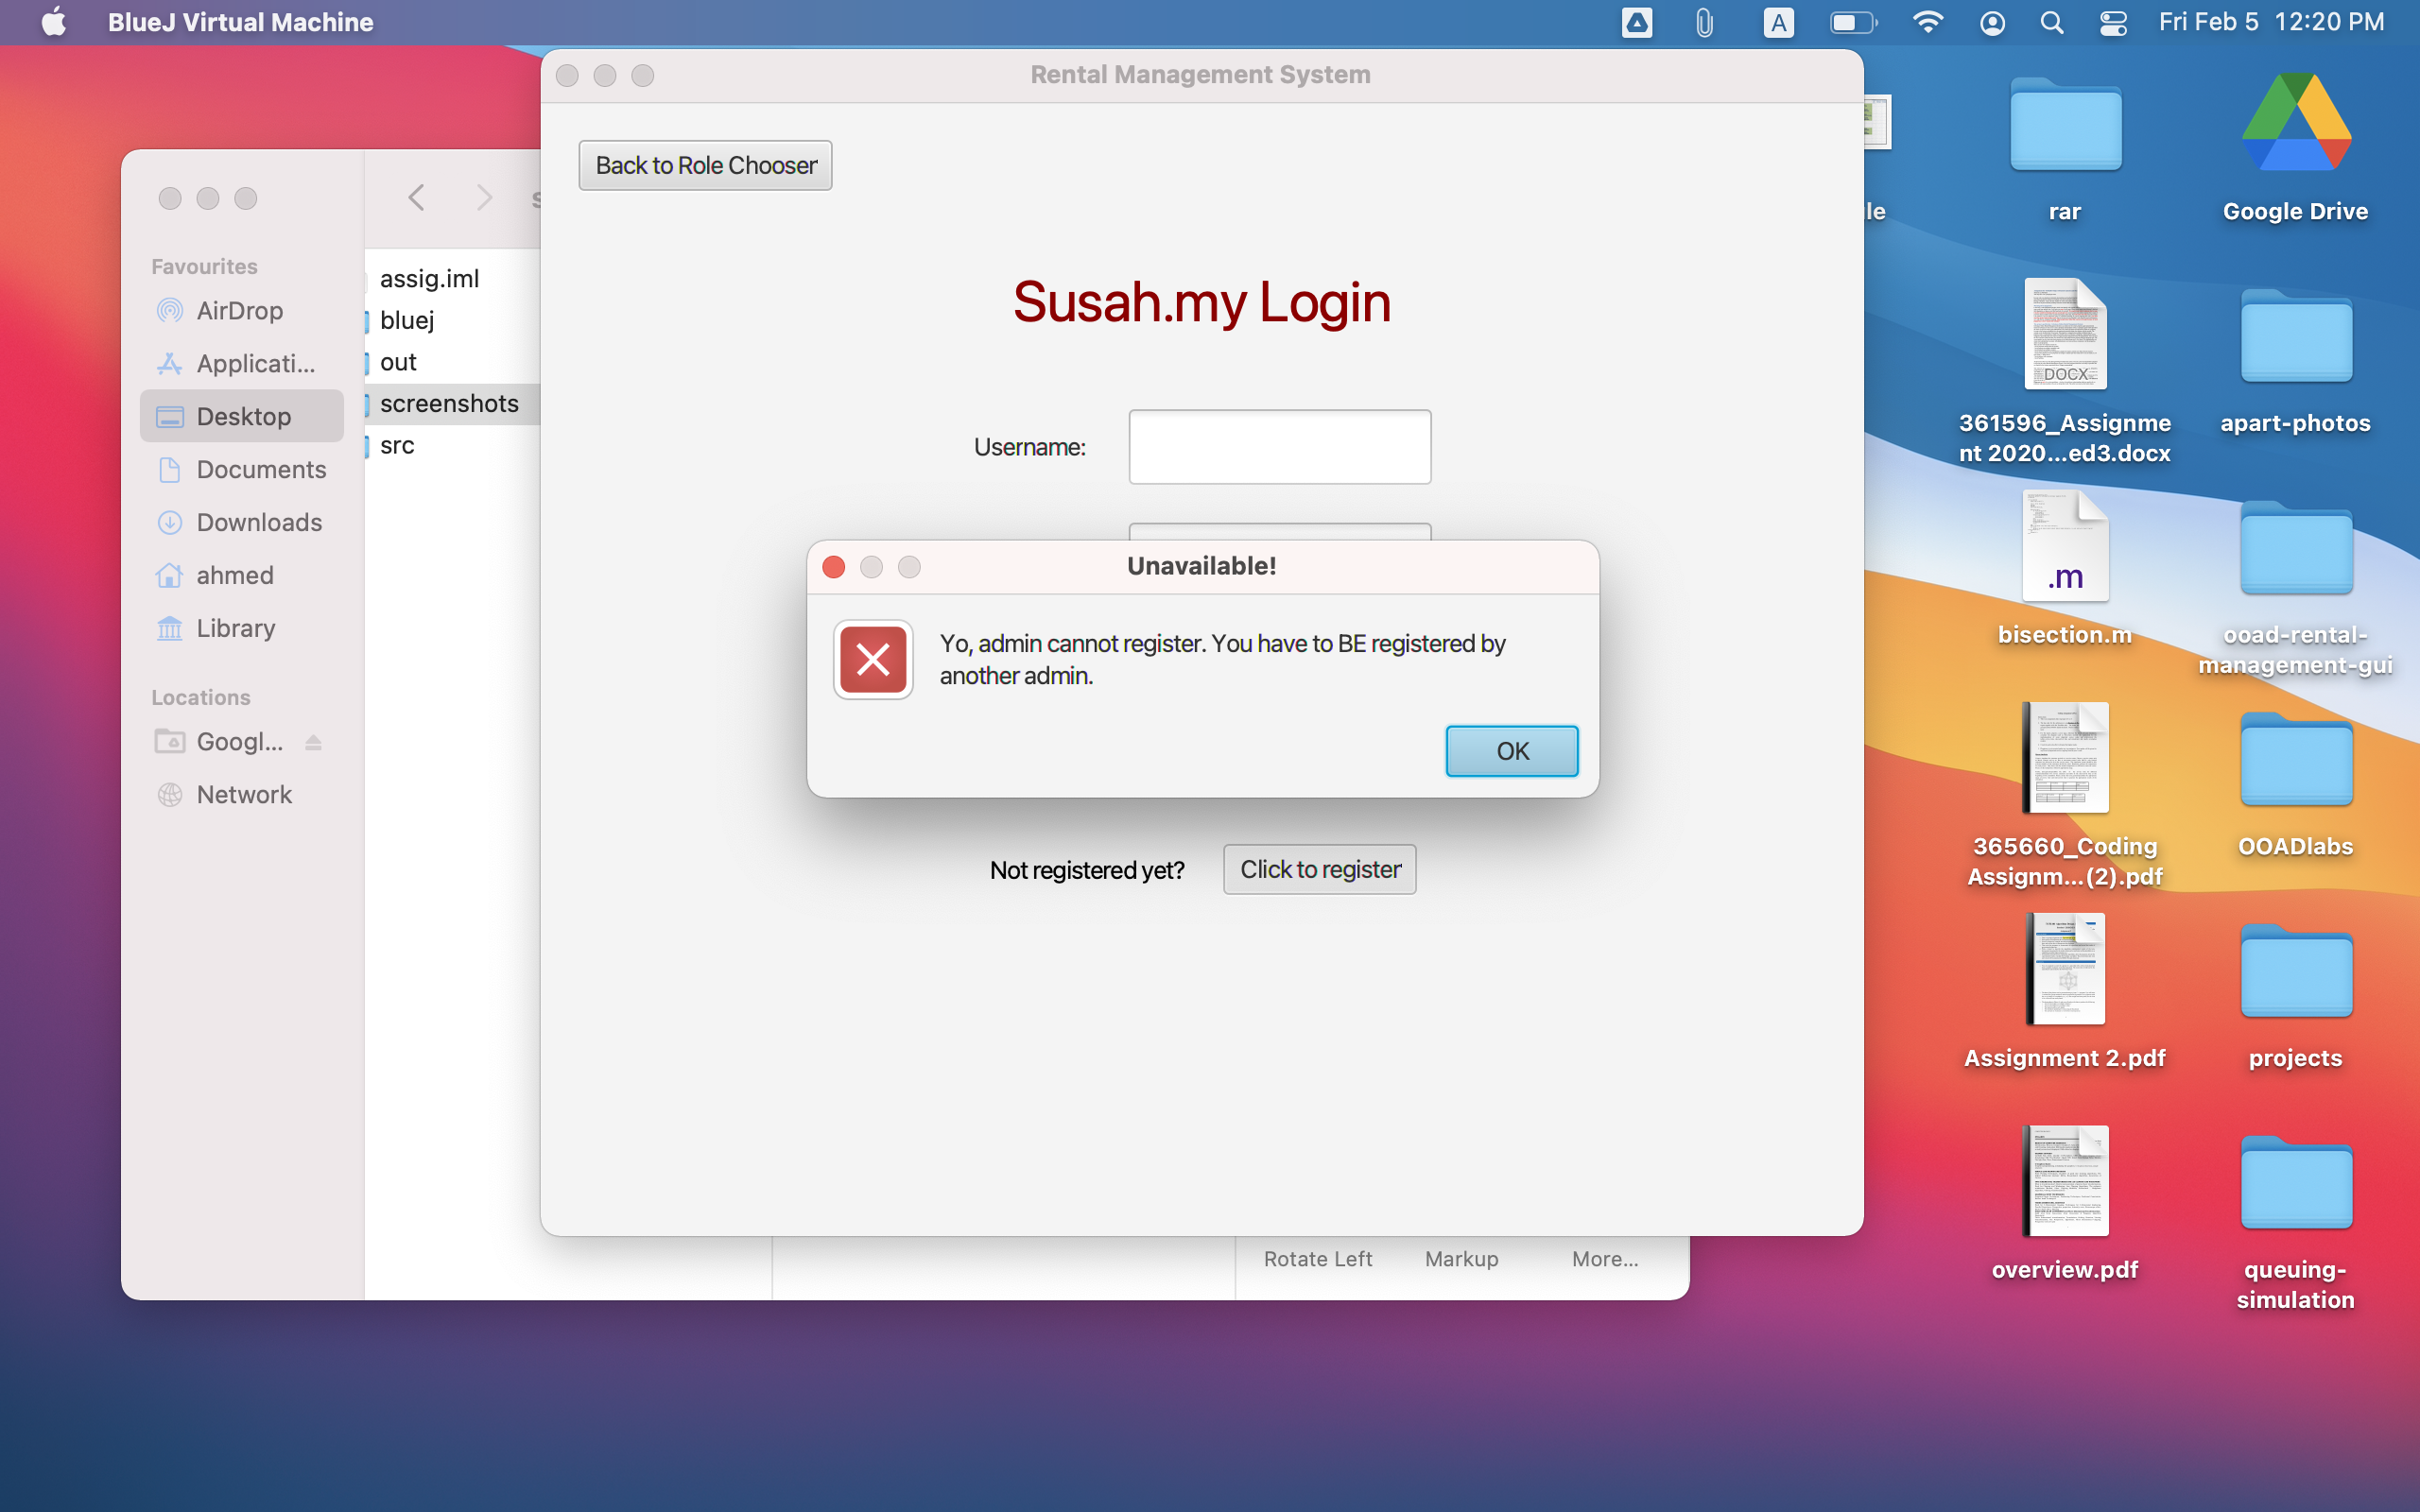 BlueJ Virtual Machine
A
Fri Feb 5 12:20 PM
Rental Management System
Back to Role Chooser
Susah.my Login
Username:
Unavailable!
Yo, admin cannot register. You have to BE registered by
another admin.
OK
Not registered yet?
Click to register
Favourites
AirDrop
Applicati...
Desktop
Documents
Downloads
ahmed
Library
Locations
Googl...
Network
assig.iml
bluej
out
screenshots
src
Rotate Left
Markup
More...
le
rar
Google Drive
DOCX
361596_Assignme
nt 2020...ed3.docx
apart-photos
.m
bisection.m
ooad-rental-
management-gui
365660_Coding
Assignm...(2).pdf
OOADlabs
Assignment 2.pdf
projects
overview.pdf
queuing-
simulation